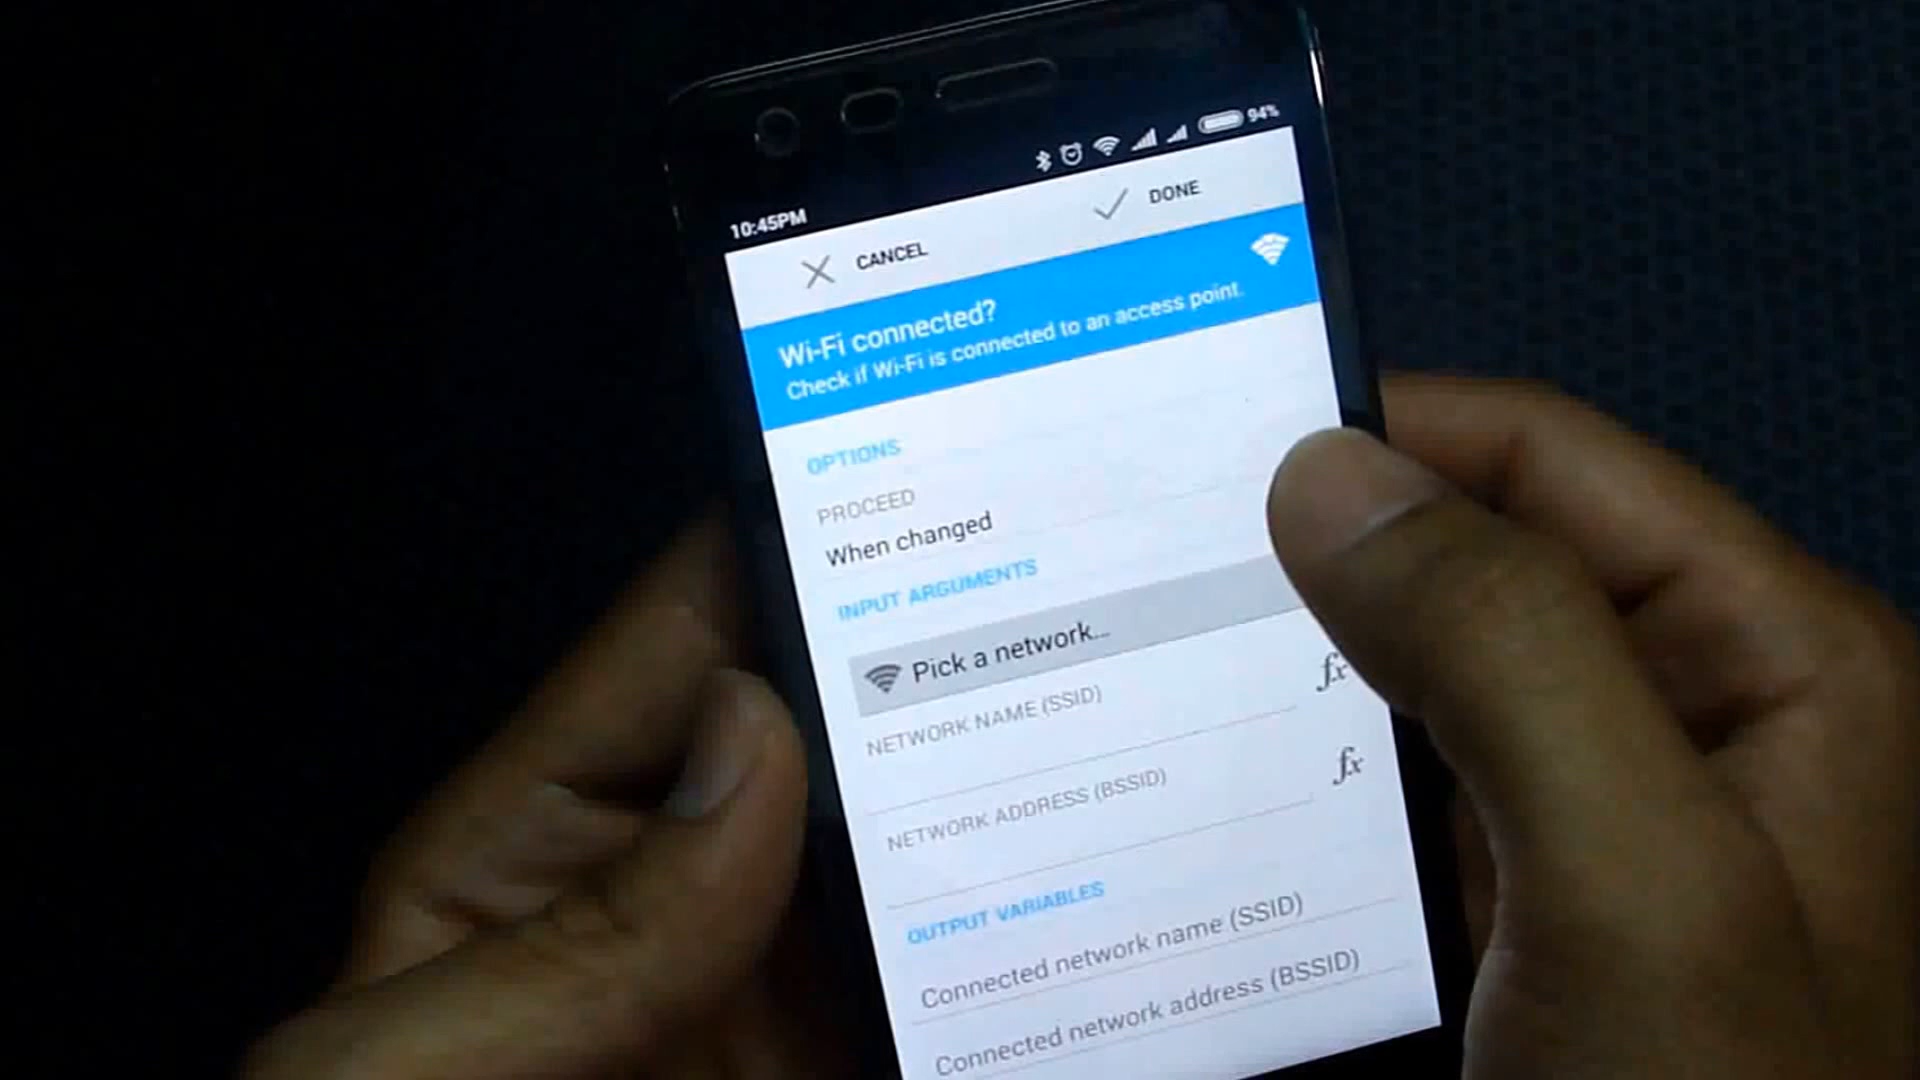 10:45PM
94%
CANCEL
DONE
Wi-Fi connected?
Check if Wi-Fi is connected to an access point.
OPTIONS
PROCEED
When changed
INPUT ARGUMENTS
Pick a network...
NETWORK NAME (SSID)
fx
NETWORK ADDRESS (BSSID)
fx
OUTPUT VARIABLES
Connected network name (SSID)
Connected network address (BSSID)